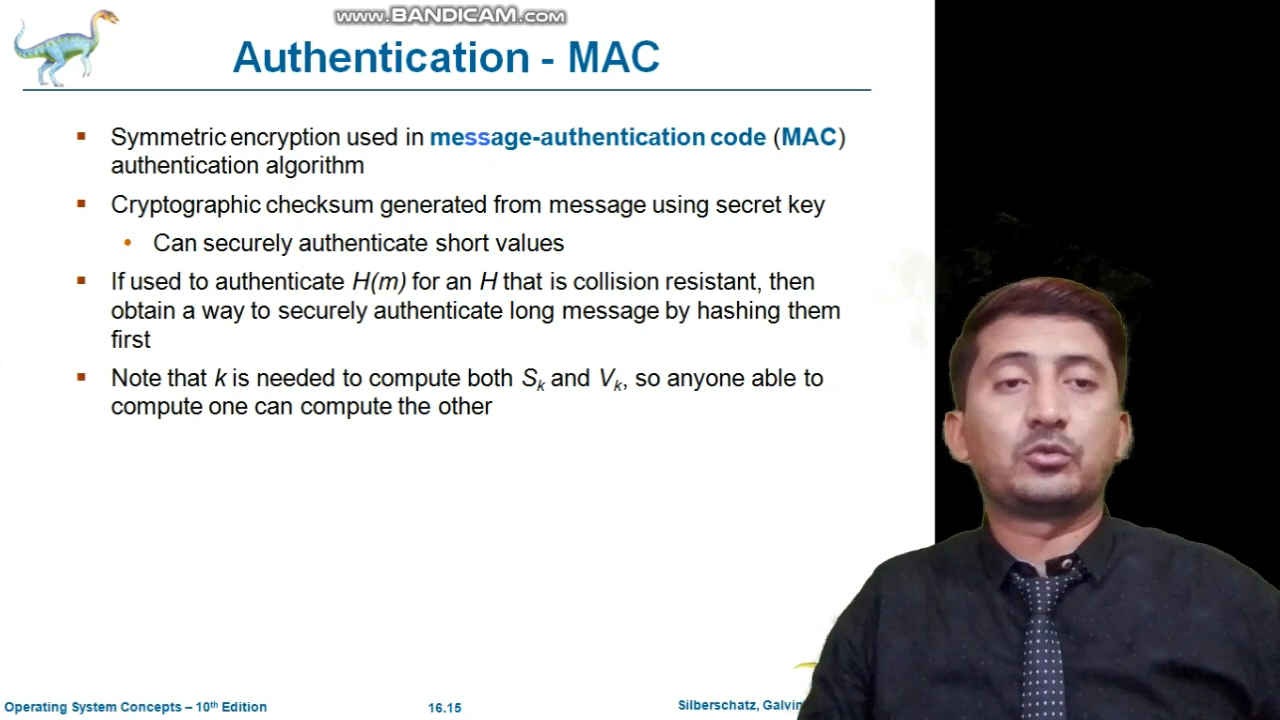 www.BANDICAM.com
Authentication - MAC
▪ Symmetric encryption used in message-authentication code (MAC)
authentication algorithm
▪ Cryptographic checksum generated from message using secret key
• Can securely authenticate short values
▪ If used to authenticate H(m) for an H that is collision resistant, then
obtain a way to securely authenticate long message by hashing them
first
▪ Note that k is needed to compute both Sk and Vk, so anyone able to
compute one can compute the other
Operating System Concepts – 10th Edition
16.15
Silberschatz, Galvin